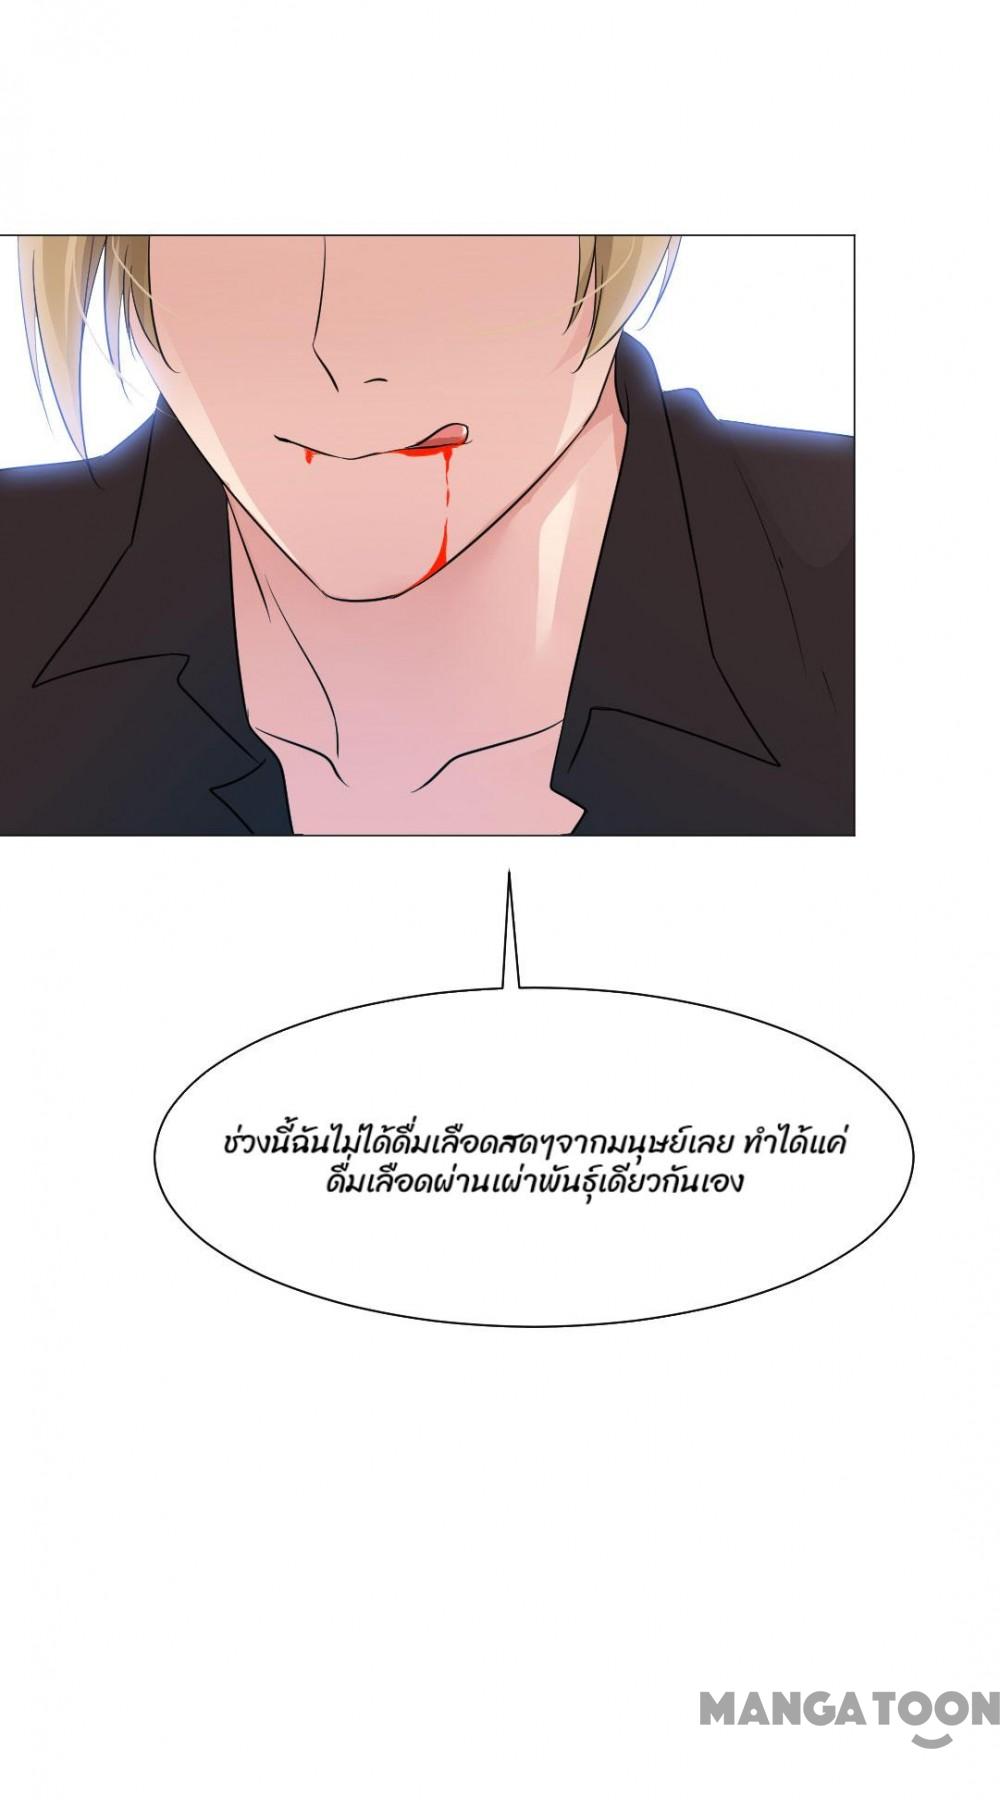 ช่วงนี้ฉันไม่ได้ดื่มเลือดสดๆจากมนุษย์เลย ทำได้แค่
ดื่มเลือดผ่านเผ่าพันธุ์เดียวกันเอง
MANGATOON